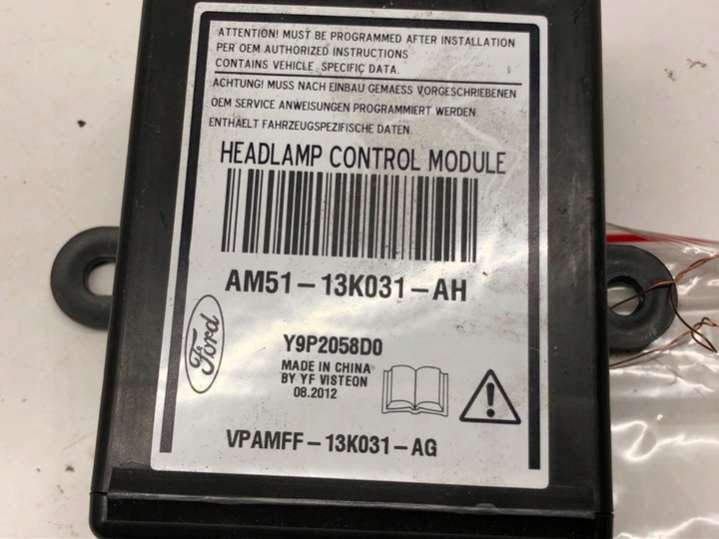 ATTENTION! MUST BE PROGRAMMED AFTER INSTALLATION
PER OEM AUTHORIZED INSTRUCTIONS
CONTAINS VEHICLE SPECIFIC DATA.
ACHTUNG! MUSS NACH EINBAU GEMAESS VORGESCHRIEBENEN
OEM SERVICE ANWEISUNGEN PROGRAMMIERT WERDEN
ENTHAELT FAHRZEUGSPEZIFISCHE DATEN.
HEADLAMP CONTROL MODULE
AM51-13K031-AH
Ford
Y9P2058D0
MADE IN CHINA
BY YF VISTEON
08.2012
VPAMFF-13K031-AG